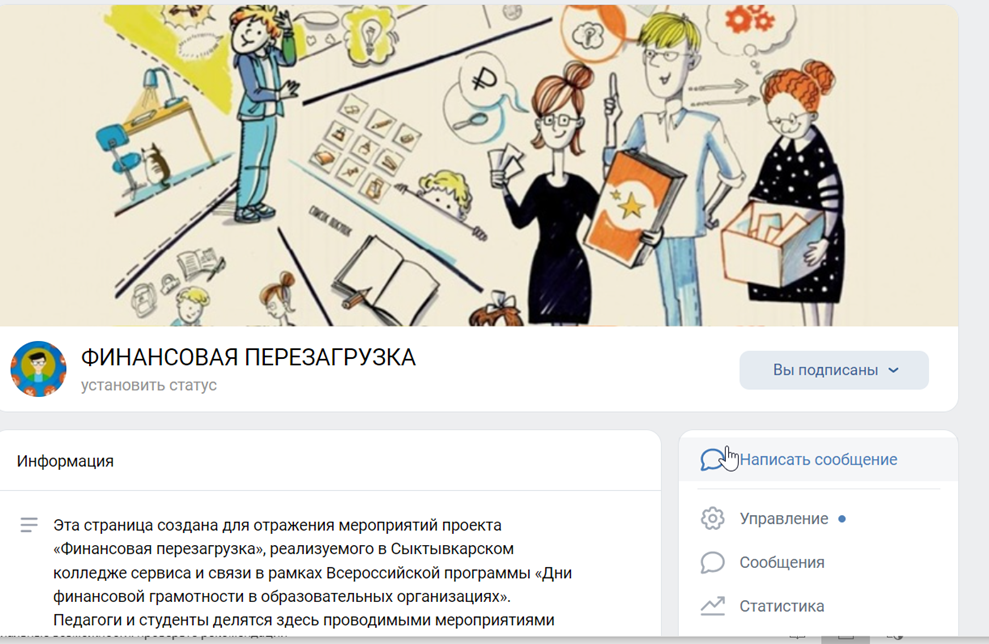 ФИНАНСОВАЯ ПЕРЕЗАГРУЗКА
установить статус
Вы подписаны
Информация
Эта страница создана для отражения мероприятий проекта
«Финансовая перезагрузка», реализуемого в Сыктывкарском
колледже сервиса и связи в рамках Всероссийской программы «Дни
финансовой грамотности в образовательных организациях».
Педагоги и студенты делятся здесь проводимыми мероприятиями
Написать сообщение
Управление
Сообщения
Статистика